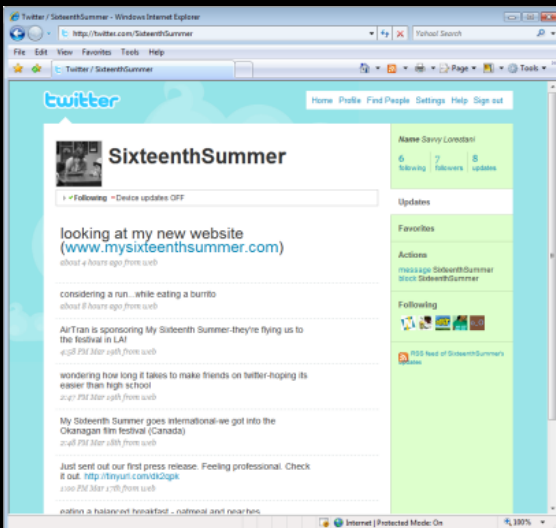 Twitter / SixteenthSummer - Windows Internet Explorer
http://twitter.com/SixteenthSummer
Yahoo! Search
File Edit View Favorites Tools Help
Twitter / SixteenthSummer
Page Tools
twitter
Home Profile Find People Settings Help Sign out
SixteenthSummer
Following Device updates OFF
looking at my new website
(www.mysixteenthsummer.com)
about 4 hours ago from web
considering a run...while eating a burrito
about 8 hours ago from web
AirTran is sponsoring My Sixteenth Summer-they're flying us to
the festival in LA!
4:58 PM Mar 19th from web
wondering how long it takes to make friends on twitter-hoping its
easier than high school
2:47 PM Mar 19th from web
My Sixteenth Summer goes international-we got into the
Okanagan film festival (Canada)
2:48 PM Mar 18th from web
Just sent out our first press release. Feeling professional. Check
it out. http://tinyurl.com/dk2qpk
1:00 PM Mar 17th from web
eating a balanced breakfast - oatmeal and peaches
Name Savvy Lorestani
6 7 8
following followers updates
Updates
Favorites
Actions
message SixteenthSummer
block SixteenthSummer
Following
RSS feed of SixteenthSummer's
updates
Internet | Protected Mode: On 100%